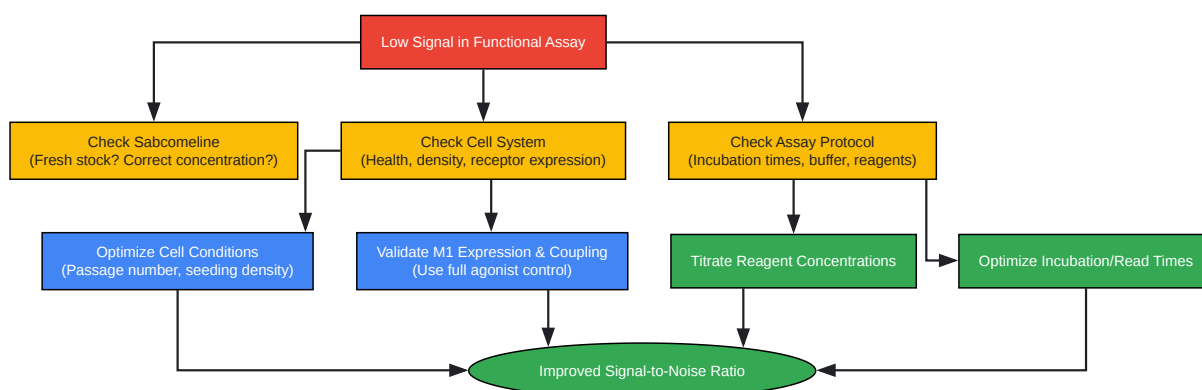 Low Signal in Functional Assay
Check Sabcomeline
(Fresh stock? Correct concentration?)
Check Cell System
(Health, density, receptor expression)
Check Assay Protocol
(Incubation times, buffer, reagents)
Optimize Cell Conditions
(Passage number, seeding density)
Validate M1 Expression & Coupling
(Use full agonist control)
Titrate Reagent Concentrations
Optimize Incubation/Read Times
Improved Signal-to-Noise Ratio